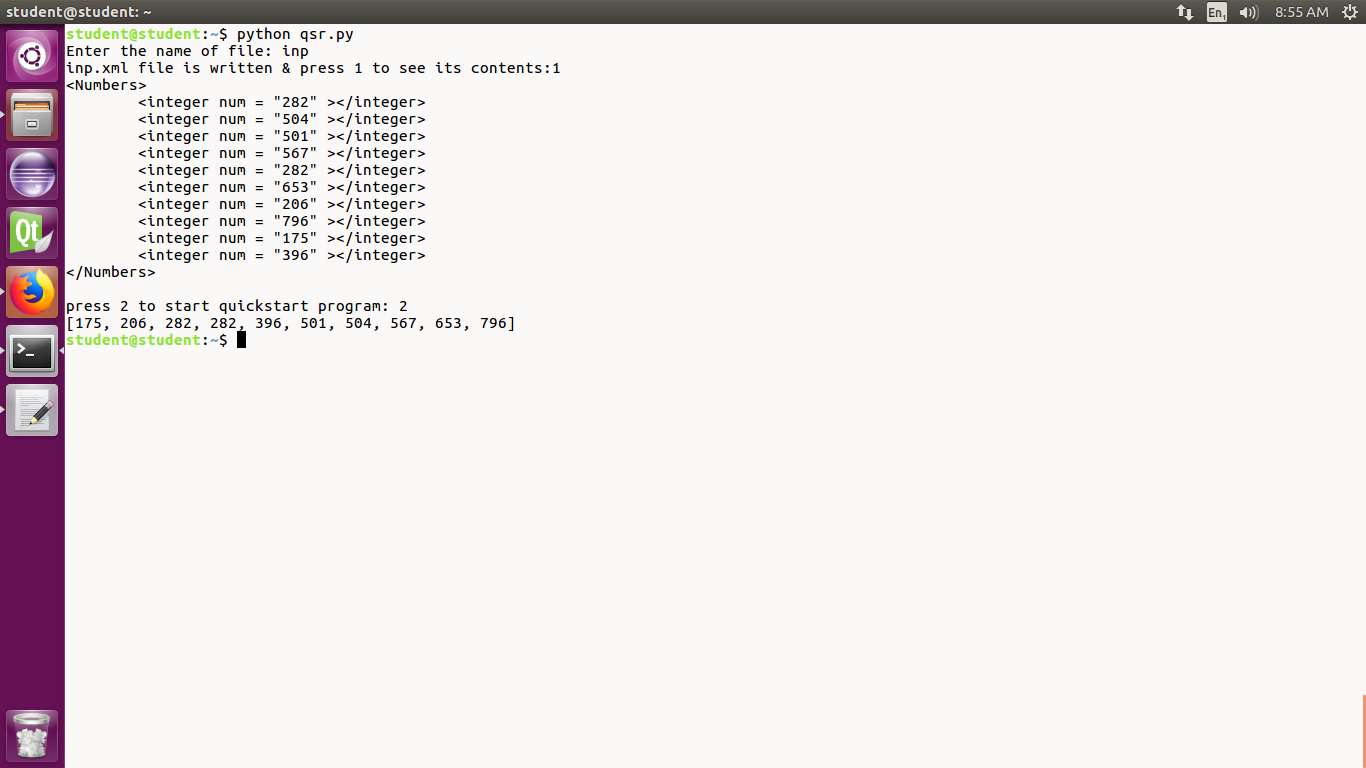 student@student: ~
En1 8:55 AM
student@student:~$ python qsr.py
Enter the name of file: inp
inp.xml file is written & press 1 to see its contents:1
<Numbers>
        <integer num = "282" ></integer>
        <integer num = "504" ></integer>
        <integer num = "501" ></integer>
        <integer num = "567" ></integer>
        <integer num = "282" ></integer>
        <integer num = "653" ></integer>
        <integer num = "206" ></integer>
        <integer num = "796" ></integer>
        <integer num = "175" ></integer>
        <integer num = "396" ></integer>
</Numbers>
press 2 to start quickstart program: 2
[175, 206, 282, 282, 396, 501, 504, 567, 653, 796]
student@student:~$
Qt
>_